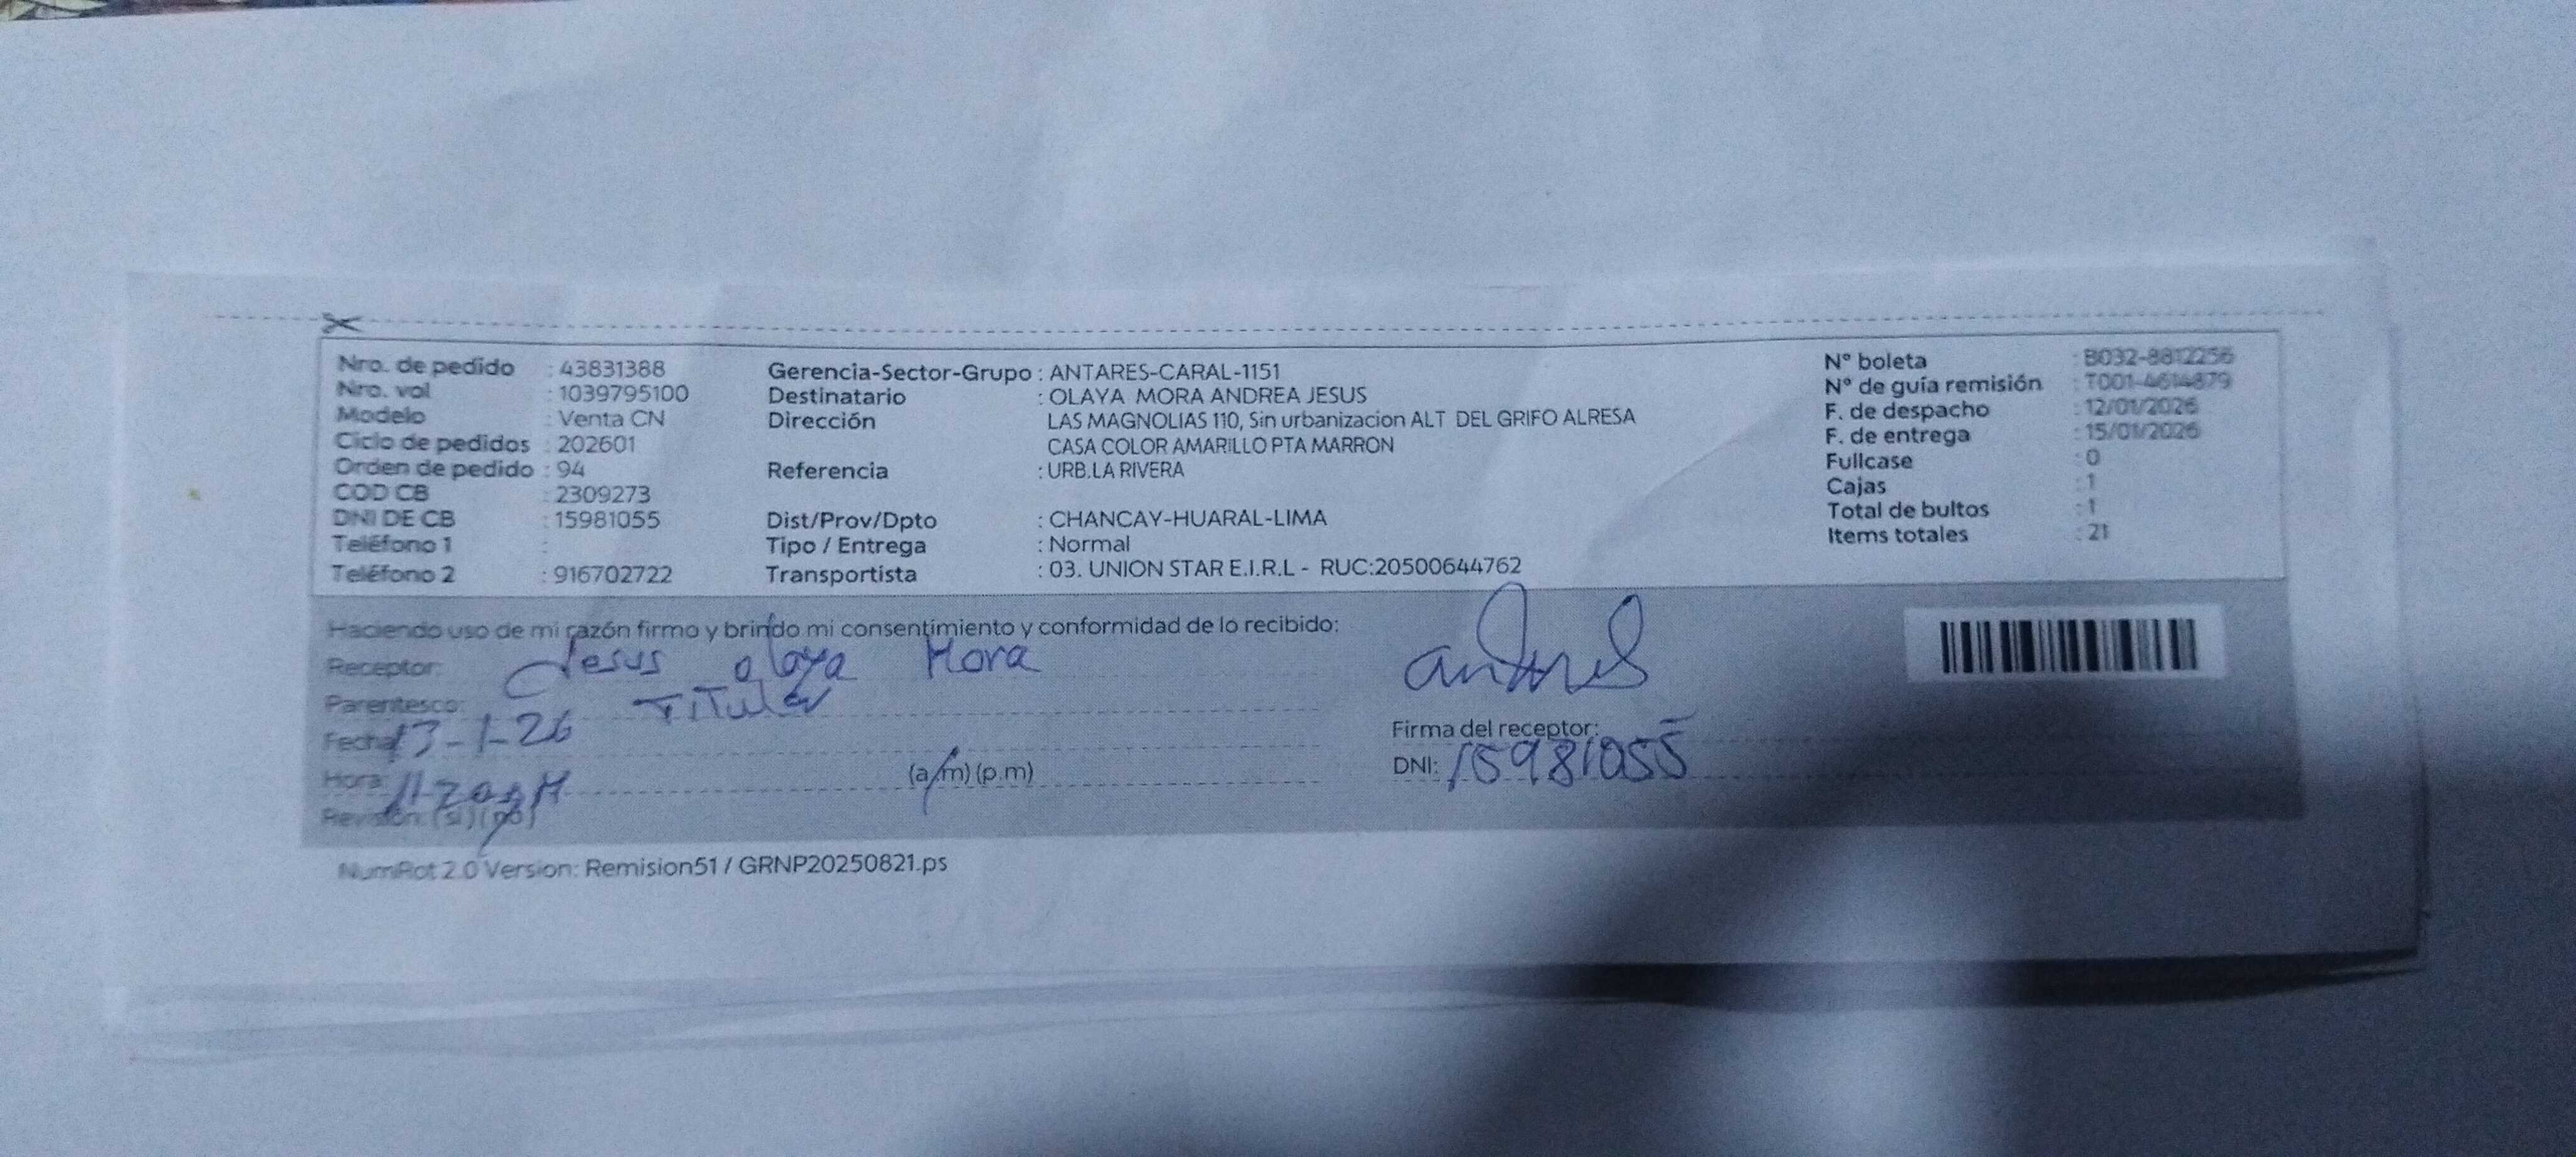 Nro. de pedido : 43831388
Nro. vol : 1039795100
Modelo : Venta CN
Ciclo de pedidos : 202601
Orden de pedido : 94
COD CB : 2309273
DNI DE CB : 15981055
Teléfono 1 :
Teléfono 2 : 916702722
Gerencia-Sector-Grupo : ANTARES-CARAL-1151
Destinatario : OLAYA MORA ANDREA JESUS
Dirección LAS MAGNOLIAS 110, Sin urbanizacion ALT DEL GRIFO ALRESA
CASA COLOR AMARILLO PTA MARRON
Referencia : URB.LA RIVERA
Dist/Prov/Dpto : CHANCAY-HUARAL-LIMA
Tipo / Entrega : Normal
Transportista : 03. UNION STAR E.I.R.L - RUC:20500644762
N° boleta : B032-8812256
N° de guía remisión : T001-4614879
F. de despacho : 12/01/2026
F. de entrega : 15/01/2026
Fullcase : 0
Cajas : 1
Total de bultos : 1
Items totales : 21
Haciendo uso de mi razón firmo y brindo mi consentimiento y conformidad de lo recibido:
Receptor: Jesus olaya Mora
Parentesco: Titular
Fecha: 13-1-26
Hora: (a.m) (p.m)
Revisión: (si) (no)
Firma del receptor:
DNI: 15981055
NumRot 2.0 Version: Remision51 / GRNP20250821.ps